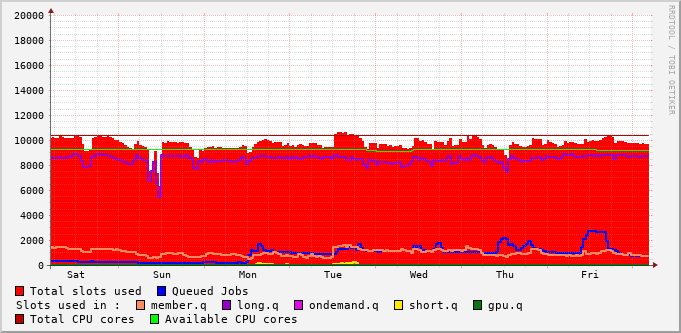 20000
18000
16000
14000
12000
10000
8000
6000
4000
2000
0
Sat Sun Mon Tue Wed Thu Fri
Total slots used Queued Jobs
Slots used in : member.q long.q ondemand.q short.q gpu.q
Total CPU cores Available CPU cores
RRDTOOL / TOBI OETIKER